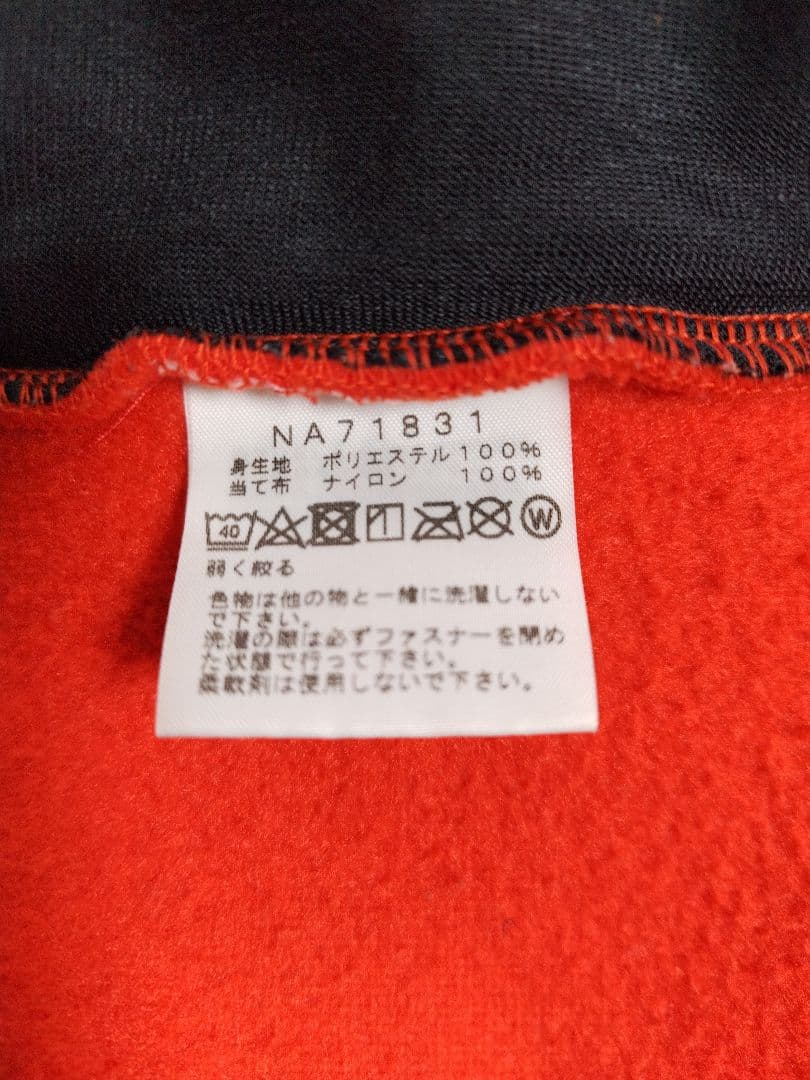 NA71831
身生地 ポリエステル 100%
当て布 ナイロン 100%
40 W
弱く絞る
色物は他の物と一緒に洗濯しない
で下さい。
洗濯の際は必ずファスナーを閉め
た状態で行って下さい。
柔軟剤は使用しないで下さい。